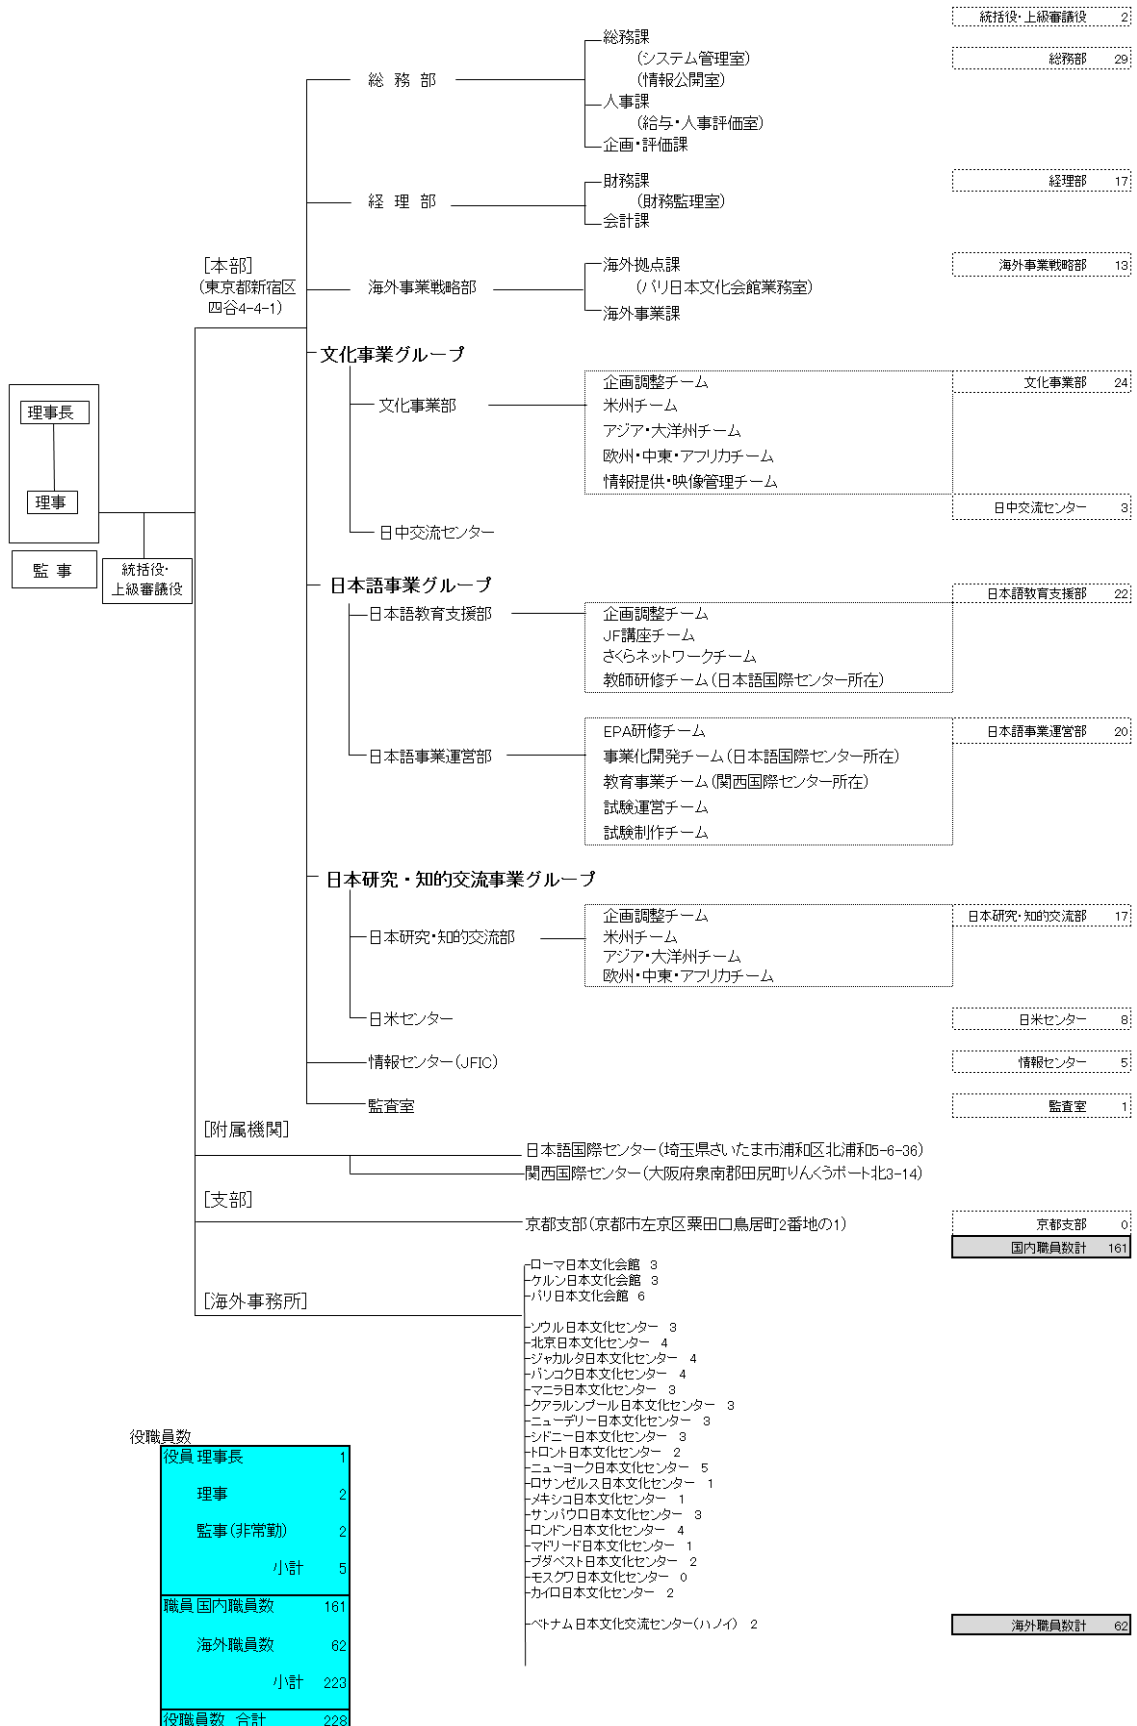 統括役・上級審議役 2
総務課
(システム管理室)
総務部 29
総 務 部
(情報公開室)
人事課
(給与・人事評価室)
企画・評価課
財務課
経理部 17
経 理 部
(財務監理室)
会計課
[本部]
(東京都新宿区
四谷4-4-1)
海外事業戦略部
海外拠点課
(パリ日本文化会館業務室)
海外事業課
海外事業戦略部 13
文化事業グループ
文化事業部
企画調整チーム
米州チーム
アジア・大洋州チーム
欧州・中東・アフリカチーム
情報提供・映像管理チーム
文化事業部 24
日中交流センター
日中交流センター 3
理事長
理事
監 事
統括役・
上級審議役
日本語事業グループ
日本語教育支援部
企画調整チーム
JF講座チーム
さくらネットワークチーム
教師研修チーム(日本語国際センター所在)
日本語教育支援部 22
日本語事業運営部
EPA研修チーム
事業化開発チーム(日本語国際センター所在)
教育事業チーム(関西国際センター所在)
試験運営チーム
試験制作チーム
日本語事業運営部 20
日本研究・知的交流事業グループ
日本研究・知的交流部
企画調整チーム
米州チーム
アジア・大洋州チーム
欧州・中東・アフリカチーム
日本研究・知的交流部 17
日米センター
日米センター 8
情報センター(JFIC)
情報センター 5
監査室
監査室 1
[附属機関]
日本語国際センター(埼玉県さいたま市浦和区北浦和5-6-36)
関西国際センター(大阪府泉南郡田尻町りんくうポート北3-14)
[支部]
京都支部(京都市左京区粟田口鳥居町2番地の1)
京都支部 0
国内職員数計 161
[海外事務所]
ローマ日本文化会館 3
ケルン日本文化会館 3
パリ日本文化会館 6
ソウル日本文化センター 3
北京日本文化センター 4
ジャカルタ日本文化センター 4
バンコク日本文化センター 4
マニラ日本文化センター 3
クアラルンプール日本文化センター 3
ニューデリー日本文化センター 3
シドニー日本文化センター 3
トロント日本文化センター 2
ニューヨーク日本文化センター 5
ロサンゼルス日本文化センター 1
メキシコ日本文化センター 1
サンパウロ日本文化センター 3
ロンドン日本文化センター 4
マドリード日本文化センター 1
ブダペスト日本文化センター 2
モスクワ日本文化センター 0
カイロ日本文化センター 2
ベトナム日本文化交流センター(ハノイ) 2
海外職員数計 62
役職員数
役員 理事長 1
理事 2
監事(非常勤) 2
小計 5
職員 国内職員数 161
海外職員数 62
小計 223
役職員数 合計 228